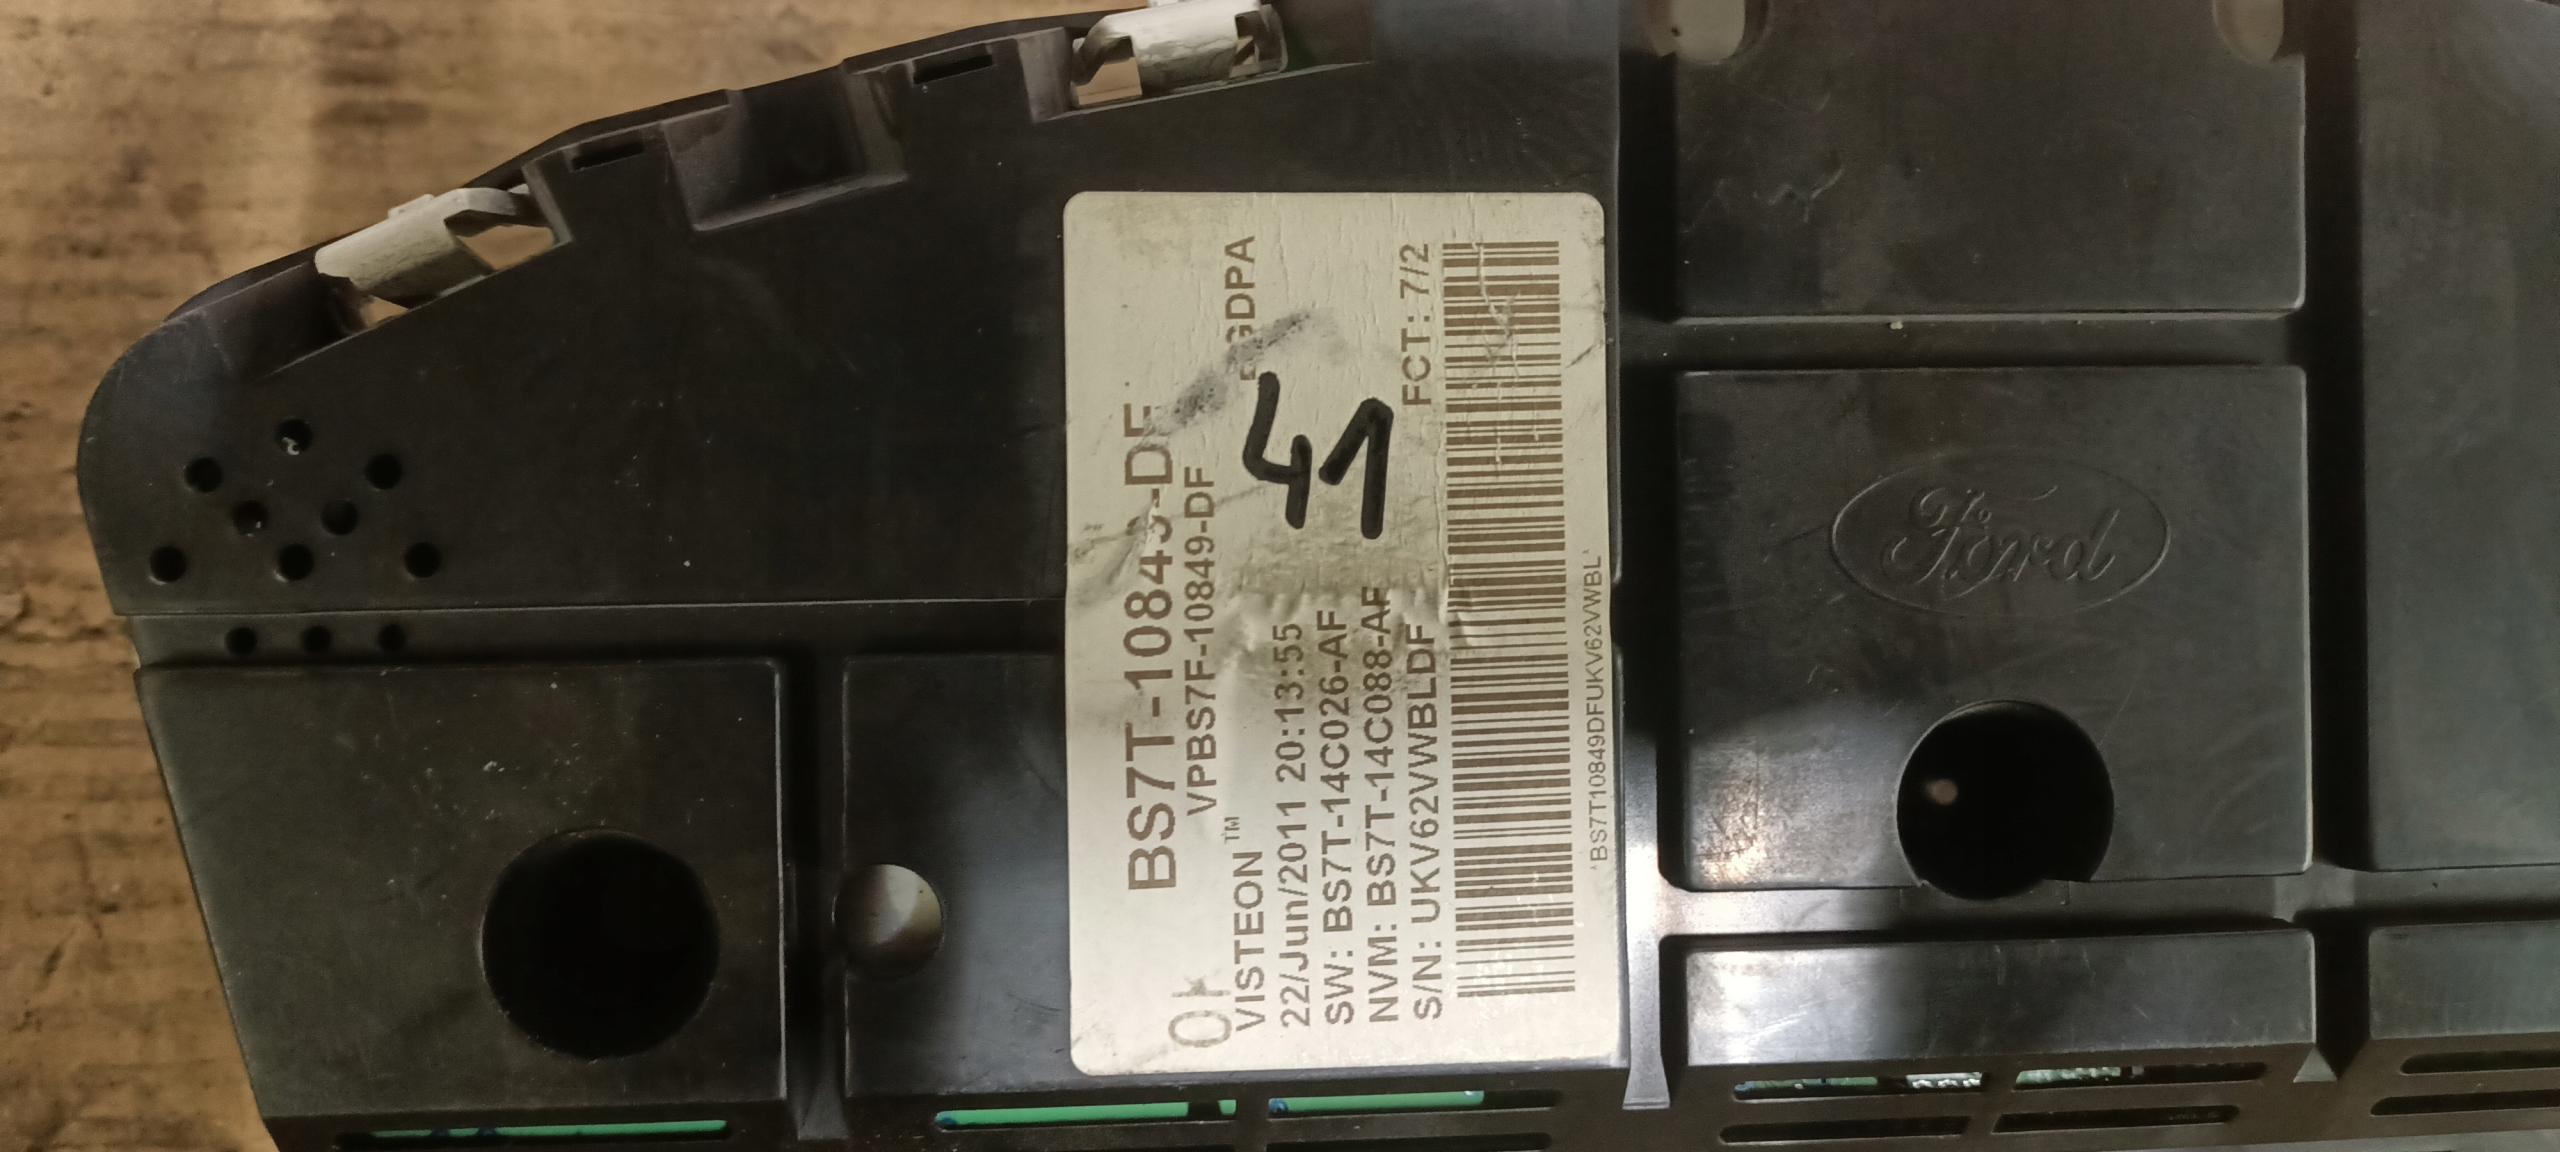 BS7T-10849-DF
VPBS7F-10849-DF
Ok
VISTEON™
41
22/Jun/2011 20:13:55
SW: BS7T-14C026-AF
NVM: BS7T-14C088-AF
S/N: UKV62VWBLDF
FCT: 7/2
*BS7T10849DFUKV62VWBL*
Ford